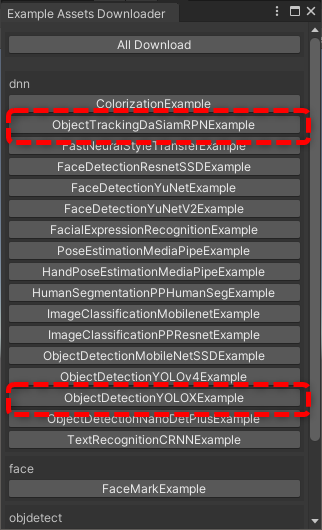 Example Assets Downloader
All Download
dnn
ColorizationExample
ObjectTrackingDaSiamRPNExample
FastNeuralStyleTransferExample
FaceDetectionResnetSSDExample
FaceDetectionYuNetExample
FaceDetectionYuNetV2Example
FacialExpressionRecognitionExample
PoseEstimationMediaPipeExample
HandPoseEstimationMediaPipeExample
HumanSegmentationPPHumanSegExample
ImageClassificationMobilenetExample
ImageClassificationPPResnetExample
ObjectDetectionMobileNetSSDExample
ObjectDetectionYOLOv4Example
ObjectDetectionYOLOXExample
ObjectDetectionNanoDetPlusExample
TextRecognitionCRNNExample
face
FaceMarkExample
objdetect